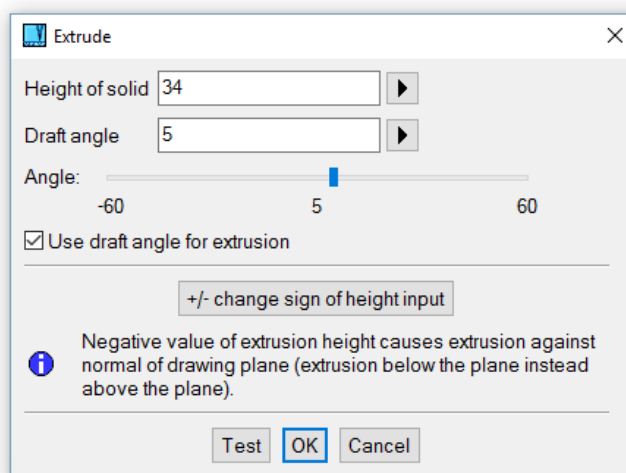 Extrude
Height of solid 34
Draft angle 5
Angle:
-60 5 60
Use draft angle for extrusion
+/- change sign of height input
Negative value of extrusion height causes extrusion against
normal of drawing plane (extrusion below the plane instead
above the plane).
Test OK Cancel